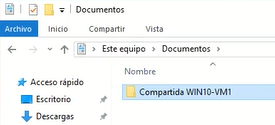 Documentos
Archivo Inicio Compartir Vista
Este equipo Documentos
Nombre
Acceso rápido
Escritorio
Compartida WIN10-VM1
Descargas